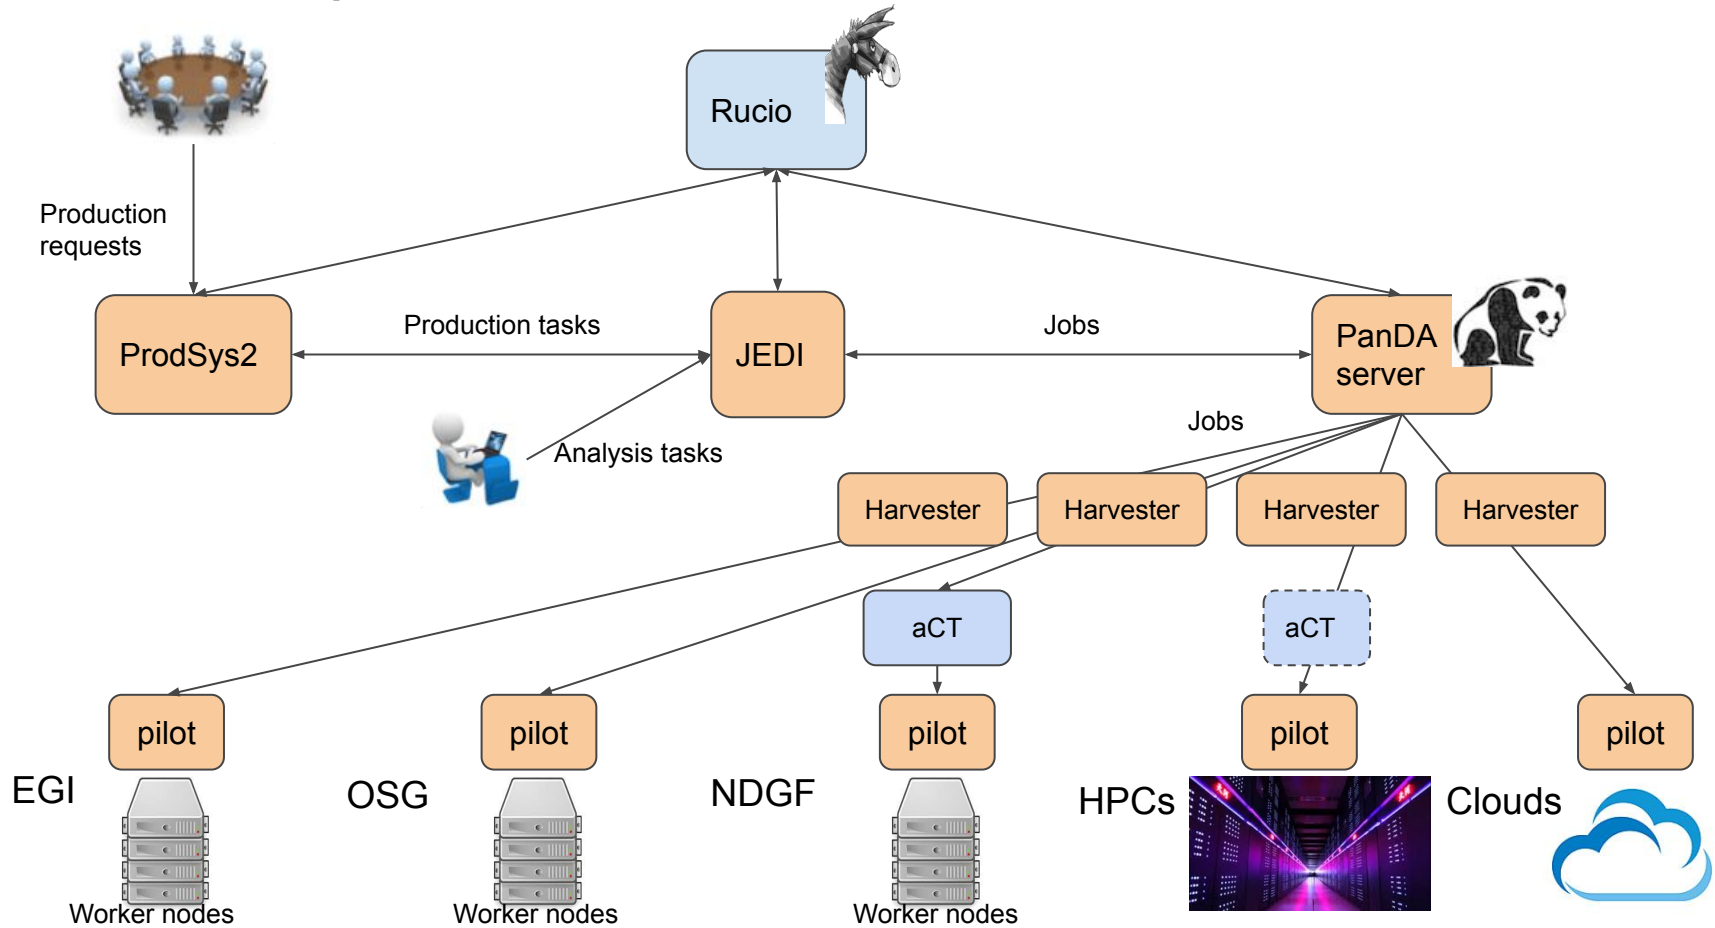 Rucio
Production
requests
Production tasks
Jobs
ProdSys2
JEDI
PanDA
server
Jobs
Analysis tasks
Harvester
Harvester
Harvester
Harvester
aCT
aCT
pilot
pilot
pilot
pilot
pilot
EGI
OSG
NDGF
HPCs
Clouds
Worker nodes
Worker nodes
Worker nodes